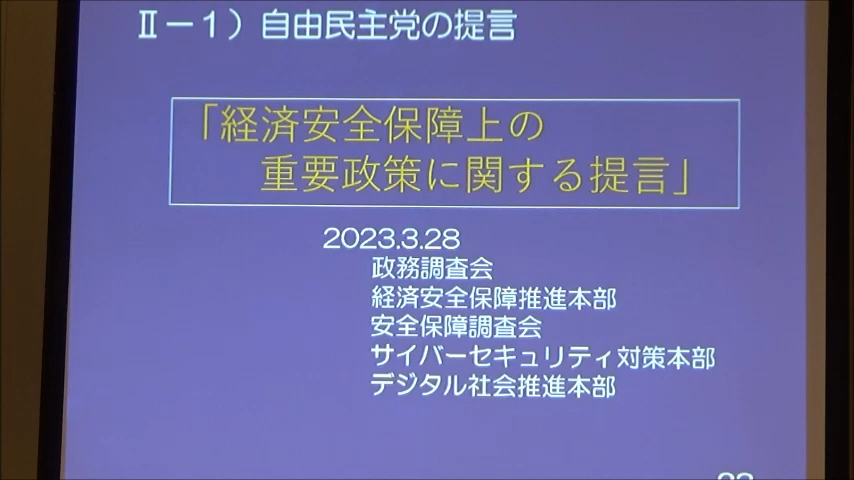 Ⅱ－１）自由民主党の提言
「経済安全保障上の
重要政策に関する提言」
2023.3.28
政務調査会
経済安全保障推進本部
安全保障調査会
サイバーセキュリティ対策本部
デジタル社会推進本部